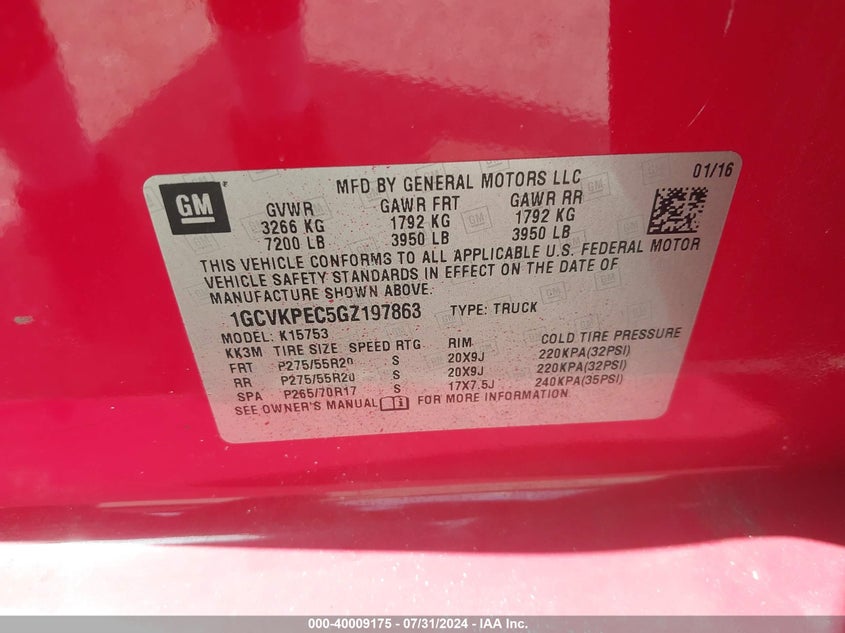 GM
MFD BY GENERAL MOTORS LLC
01/16
GVWR GAWR FRT GAWR RR
3266 KG 1792 KG 1792 KG
7200 LB 3950 LB 3950 LB
THIS VEHICLE CONFORMS TO ALL APPLICABLE U.S. FEDERAL MOTOR
VEHICLE SAFETY STANDARDS IN EFFECT ON THE DATE OF
MANUFACTURE SHOWN ABOVE.
1GCVKPEC5GZ197863 TYPE: TRUCK
MODEL: K15753
KK3M TIRE SIZE SPEED RTG RIM COLD TIRE PRESSURE
FRT P275/55R20 S 20X9J 220KPA(32PSI)
RR P275/55R20 S 20X9J 220KPA(32PSI)
SPA P265/70R17 S 17X7.5J 240KPA(35PSI)
SEE OWNER'S MANUAL FOR MORE INFORMATION.
000-40009175 - 07/31/2024 - IAA Inc.